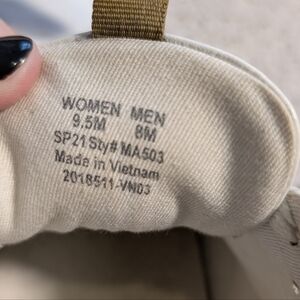 WOMEN MEN
9.5M 8M
SP21 Sty# MA503
Made in Vietnam
2018511-VN03